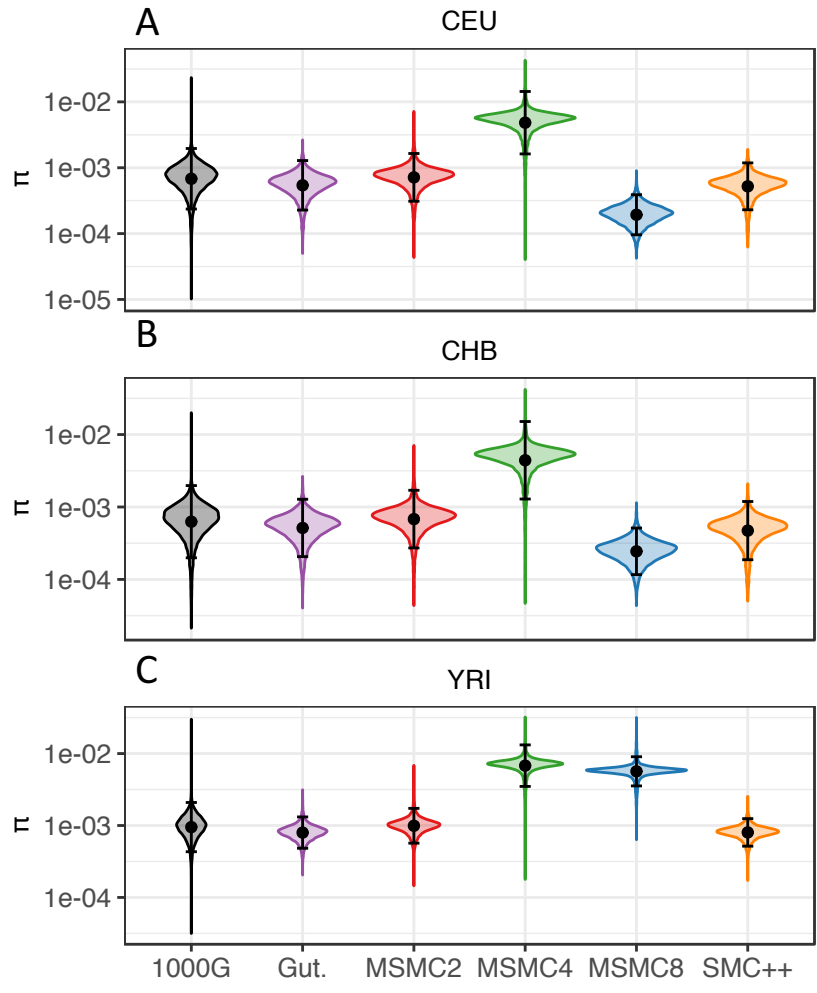 A
CEU
1e-02
1e-03
1e-04
1e-05
π
B
CHB
1e-02
1e-03
1e-04
π
C
YRI
1e-02
1e-03
1e-04
π
1000G Gut. MSMC2 MSMC4 MSMC8 SMC++